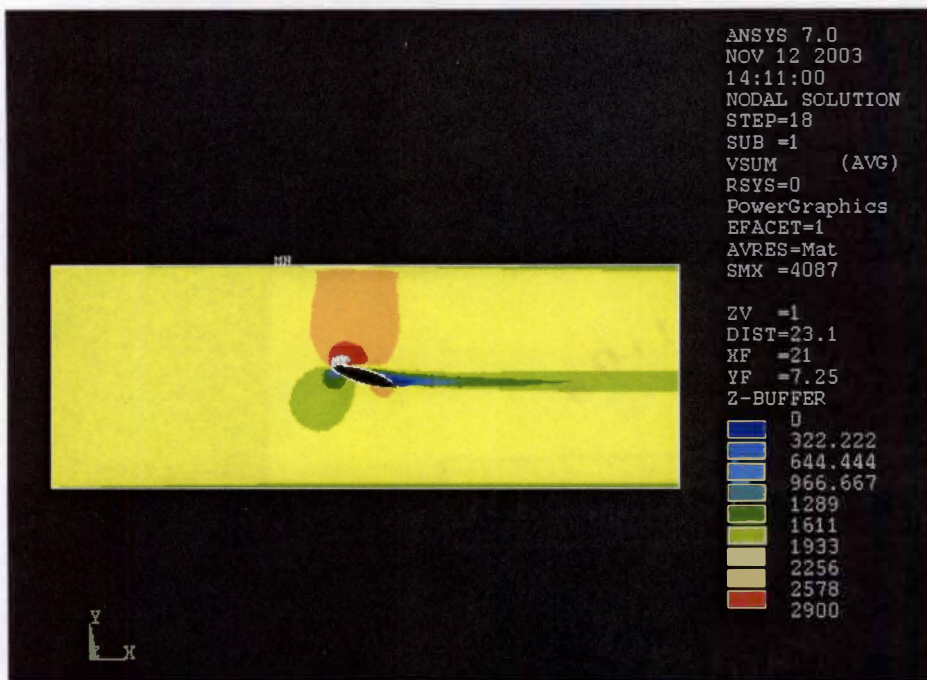 ANSYS 7.0
NOV 12 2003
14:11:00
NODAL SOLUTION
STEP=18
SUB =1
VSUM (AVG)
RSYS=0
PowerGraphics
EFACET=1
AVRES=Mat
SMX =4087
ZV =1
DIST=23.1
XF =21
YF =7.25
Z-BUFFER
0
322.222
644.444
966.667
1289
1611
1933
2256
2578
2900
MN
Y
Z X